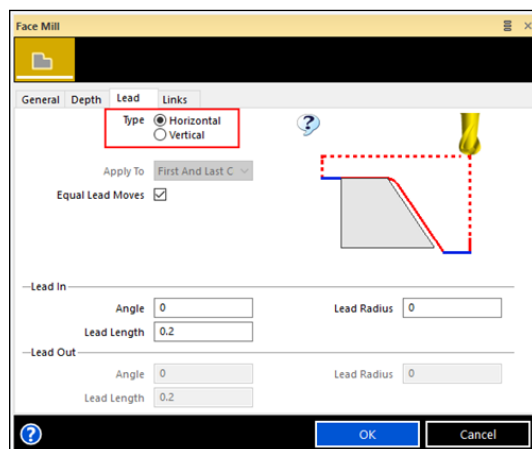 Face Mill
General Depth Lead Links
Type Horizontal
Vertical
Apply To First And Last C
Equal Lead Moves
Lead In
Angle 0 Lead Radius 0
Lead Length 0.2
Lead Out
Angle 0 Lead Radius 0
Lead Length 0.2
OK Cancel